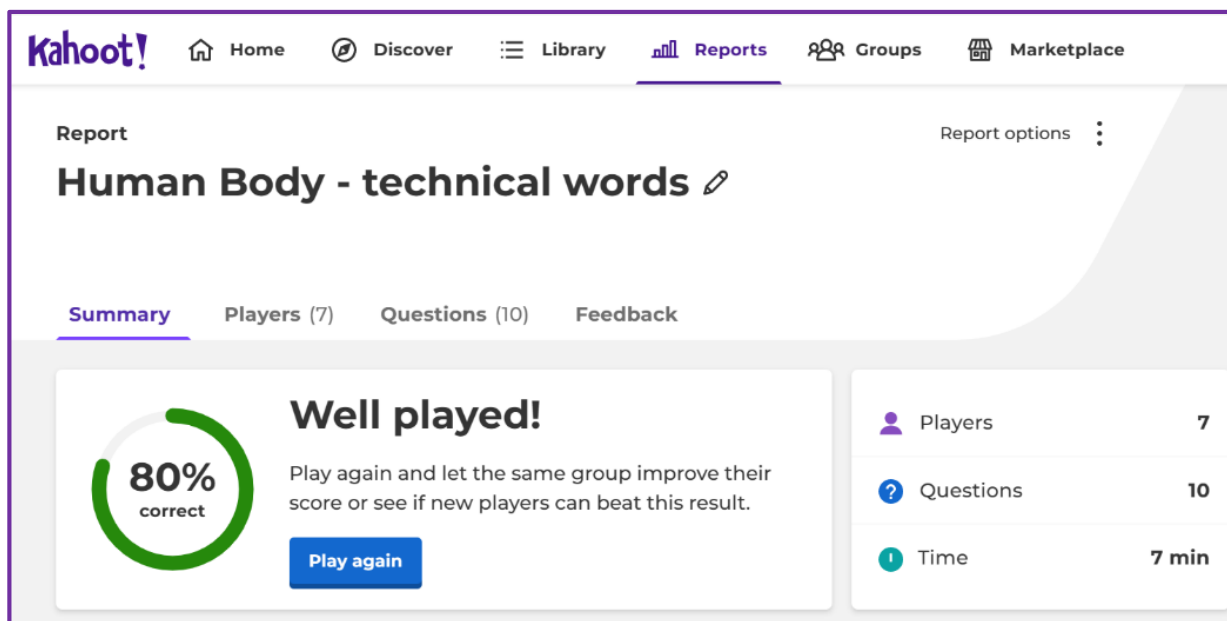 Kahoot! Home Discover Library Reports Groups Marketplace
Report
Report options
Human Body - technical words
Summary Players (7) Questions (10) Feedback
80%
correct
Well played!
Play again and let the same group improve their
score or see if new players can beat this result.
Play again
Players 7
Questions 10
Time 7 min